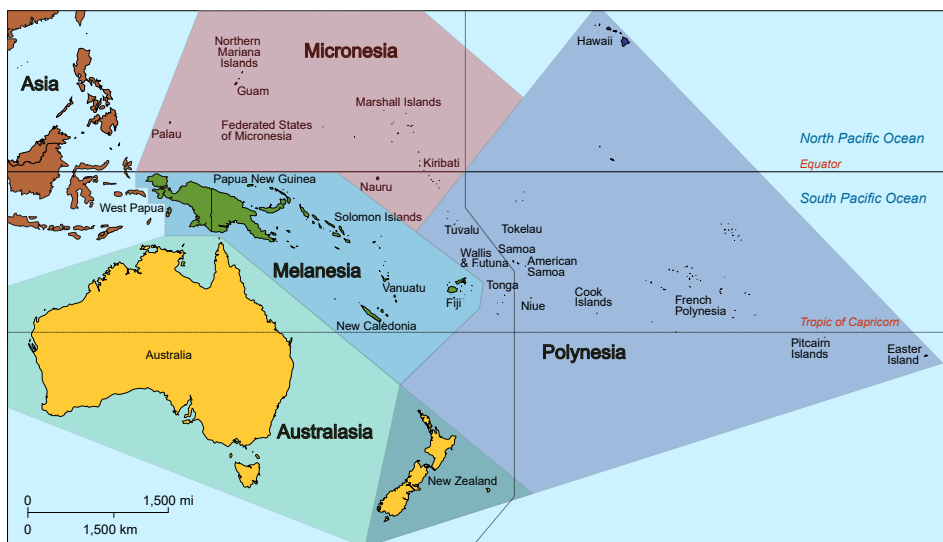 Hawaii
Northern
Mariana
Islands
Micronesia
Asia
Guam
Marshall Islands
Palau
Federated States
of Micronesia
North Pacific Ocean
Kiribati
Equator
Papua New Guinea
Nauru
South Pacific Ocean
West Papua
Solomon Islands
Tuvalu
Tokelau
Wallis
& Futuna
Samoa
American
Samoa
Melanesia
Vanuatu
Tonga
Fiji
Niue
Cook
Islands
French
Polynesia
New Caledonia
Tropic of Capricorn
Australia
Polynesia
Pitcairn
Islands
Easter
Island
Australasia
New Zealand
0 1,500 mi
0 1,500 km